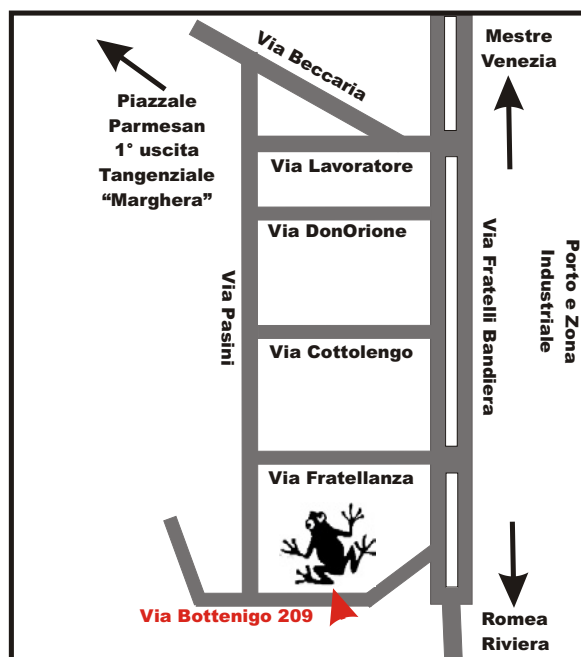 Via Beccaria
Mestre
Venezia
Piazzale
Parmesan
1° uscita
Tangenziale
“Marghera”
Via Lavoratore
Via DonOrione
Via Pasini
Via Fratelli Bandiera
Porto e Zona
Industriale
Via Cottolengo
Via Fratellanza
Via Bottenigo 209
Romea
Riviera